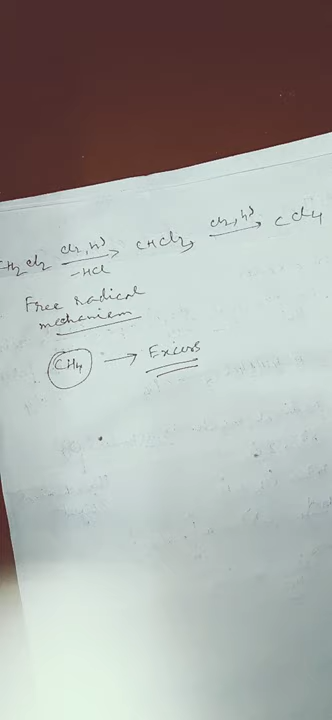 CH2Cl2 Cl2, hν → -HCl CHCl3 Cl2, hν → CCl4
Free radical
mechanism
CH4 → Excess